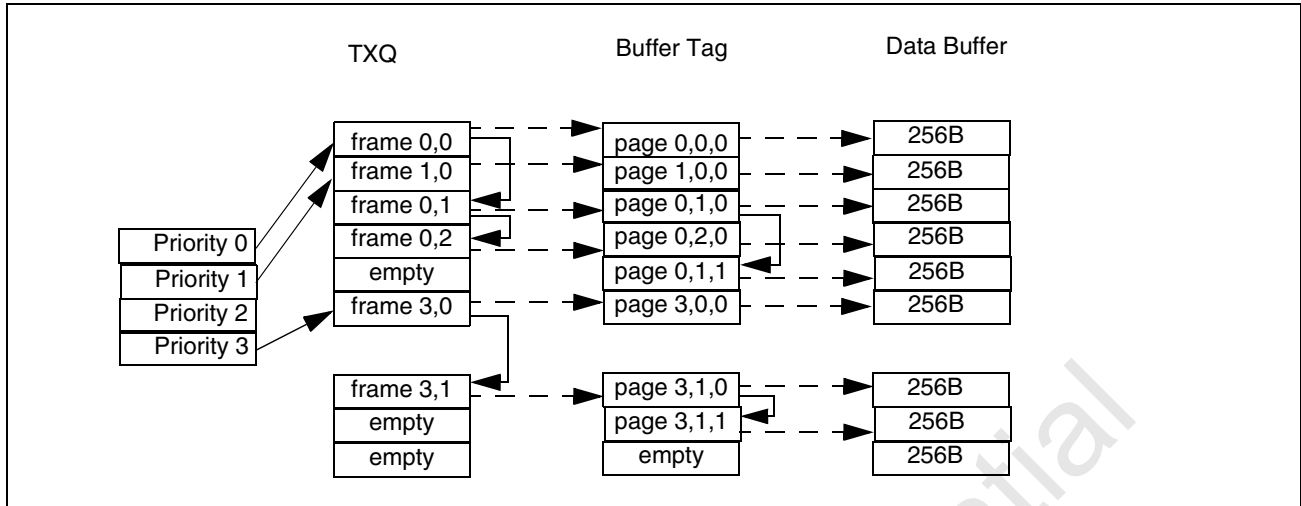 TXQ Buffer Tag Data Buffer
frame 0,0 page 0,0,0 256B
frame 1,0 page 1,0,0 256B
frame 0,1 page 0,1,0 256B
Priority 0 frame 0,2 page 0,2,0 256B
Priority 1 empty page 0,1,1 256B
Priority 2 frame 3,0 page 3,0,0 256B
Priority 3
frame 3,1 page 3,1,0 256B
empty page 3,1,1 256B
empty empty 256B